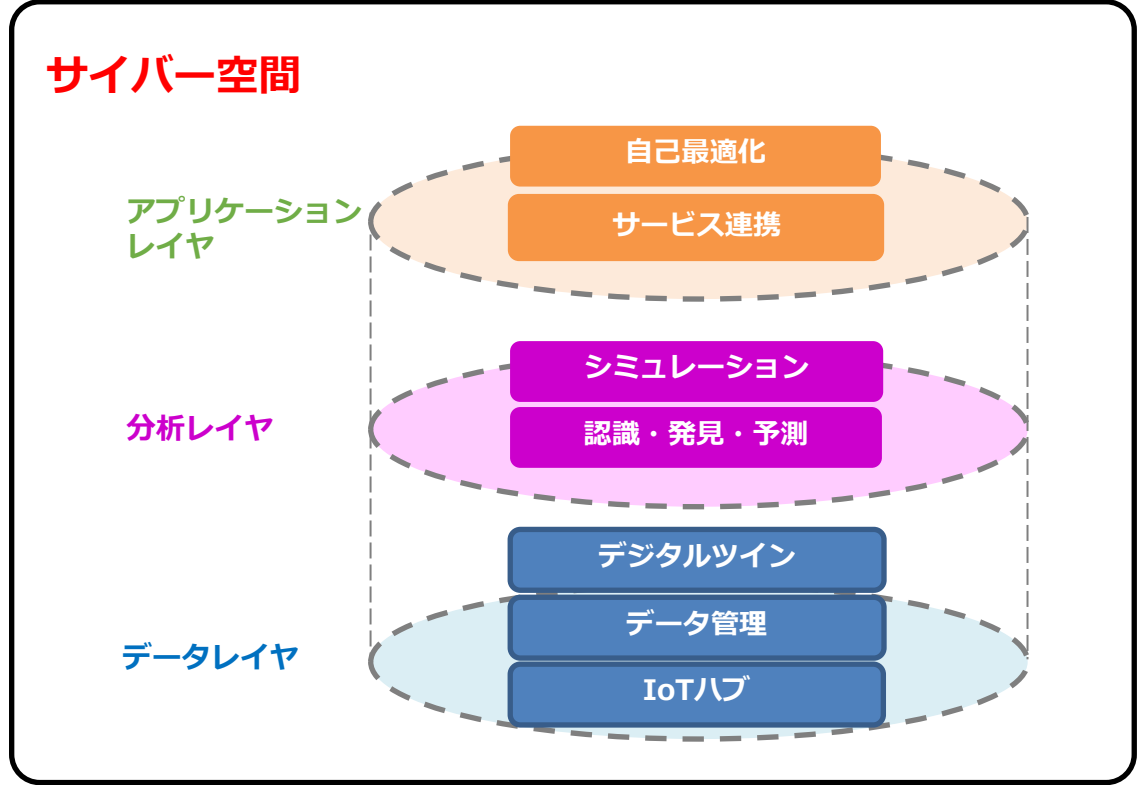 サイバー空間
自己最適化
アプリケーション
レイヤ
サービス連携
シミュレーション
分析レイヤ
認識・発見・予測
デジタルツイン
データ管理
データレイヤ
IoTハブ